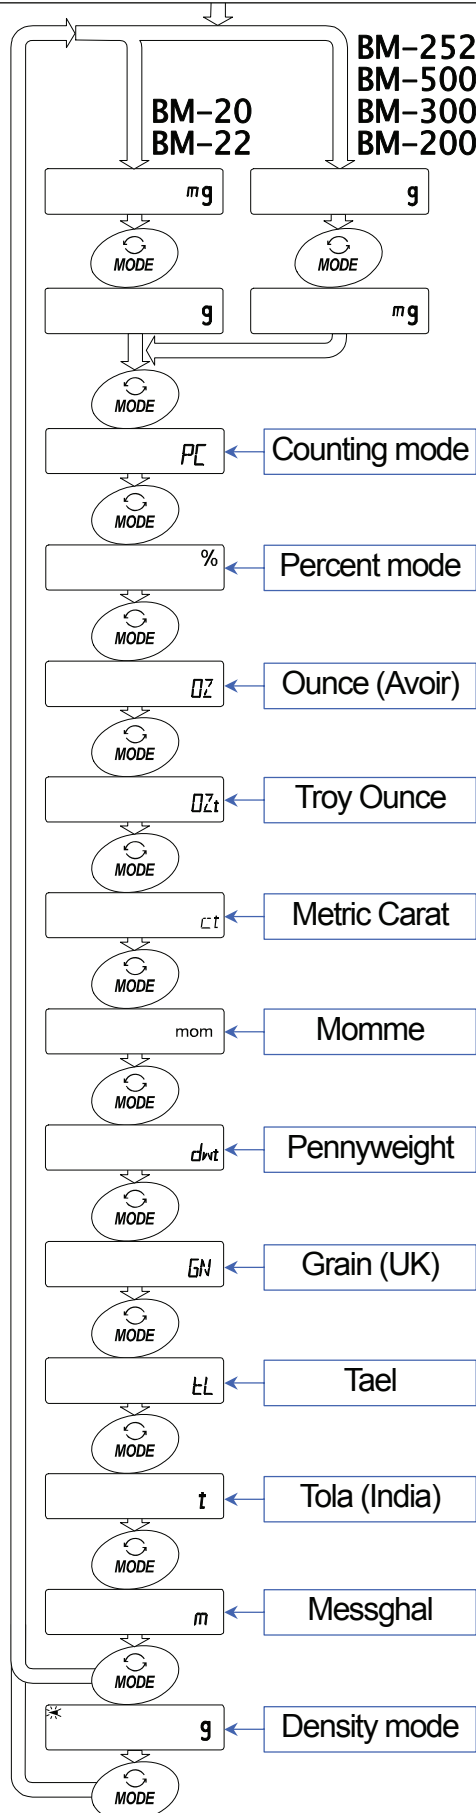 BM-252
BM-500
BM-20 BM-300
BM-22 BM-200
mg g
MODE MODE
g mg
MODE
PC Counting mode
MODE
% Percent mode
MODE
OZ Ounce (Avoir)
MODE
OZt Troy Ounce
MODE
ct Metric Carat
MODE
mom Momme
MODE
dwt Pennyweight
MODE
GN Grain (UK)
MODE
tL Tael
MODE
t Tola (India)
MODE
m Messghal
MODE
g Density mode
MODE